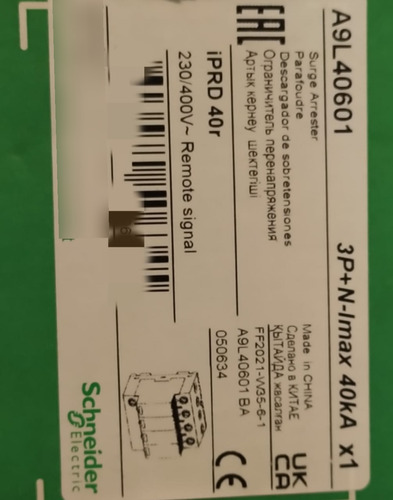 A9L40601
3P+N-Imax 40kA x1
Surge Arrester
Parafoudre
Descargador de sobretensiones
Ограничитель перенапряжения
Артық кернеу шектегіші
EAC
Made in CHINA
Сделано в КИТАЕ
ҚЫТАЙДА жасалған
FF2021-W35-6-1
A9L40601 BA
050634
UK
CA
CE
iPRD 40r
230/400V~ Remote signal
Schneider
Electric